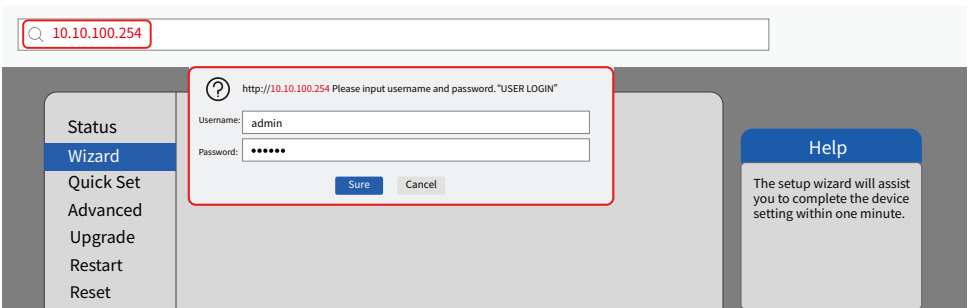 10.10.100.254
http://10.10.100.254 Please input username and password. “USER LOGIN”
Username:
admin
Password:
••••••
Sure
Cancel
Status
Wizard
Quick Set
Advanced
Upgrade
Restart
Reset
Help
The setup wizard will assist
you to complete the device
setting within one minute.